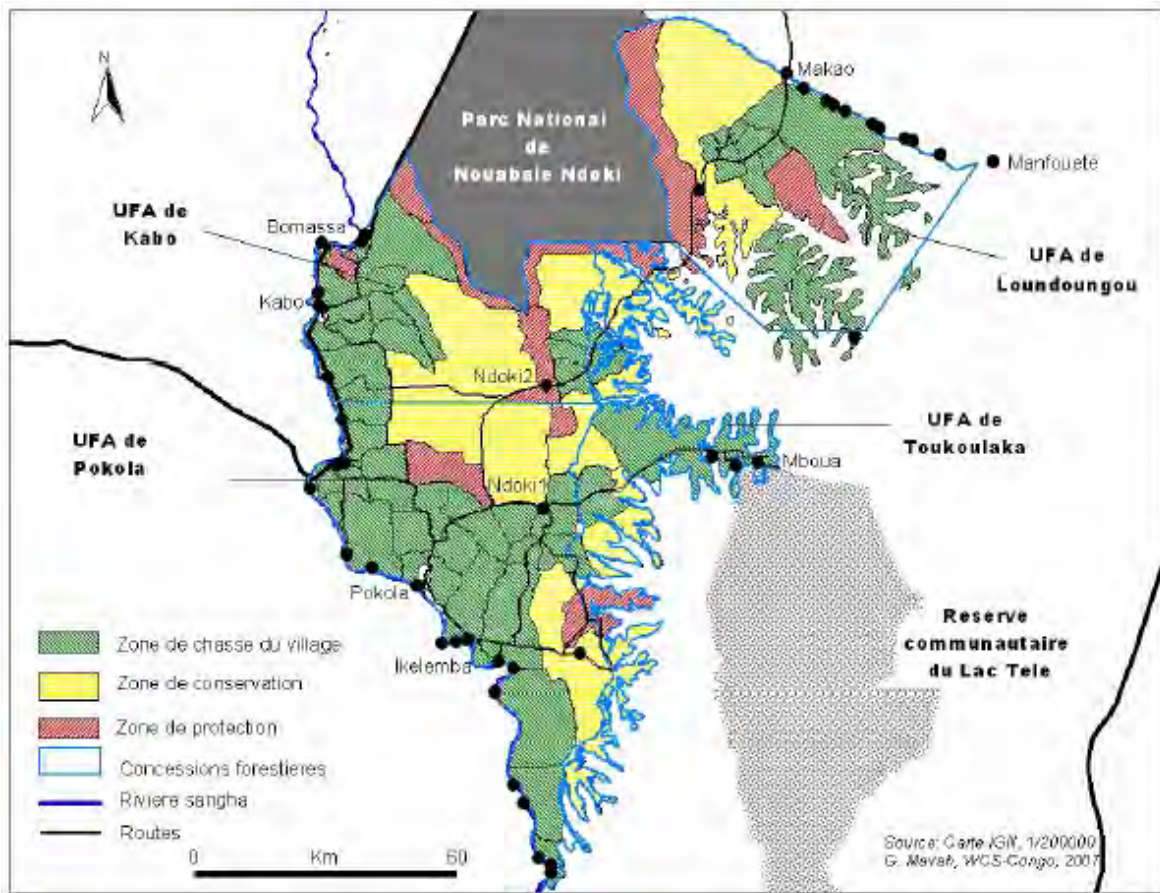 N
Makao
Parc National
de
Nouabale Ndoki
Manfoueté
UFA de
Kabo
Bomassa
UFA de
Loundoungou
Kabo
Ndoki2
UFA de
Toukoulaka
UFA de
Pokola
Mboua
Ndoki1
Pokola
Reserve
communautaire
du Lac Tele
Ikelemba
Zone de chasse du village
Zone de conservation
Zone de protection
Concessions forestieres
Riviere sangha
Routes
0 Km 60
Source: Carte IGN, 1/200000
G. Mavah, WCS-Congo, 2007